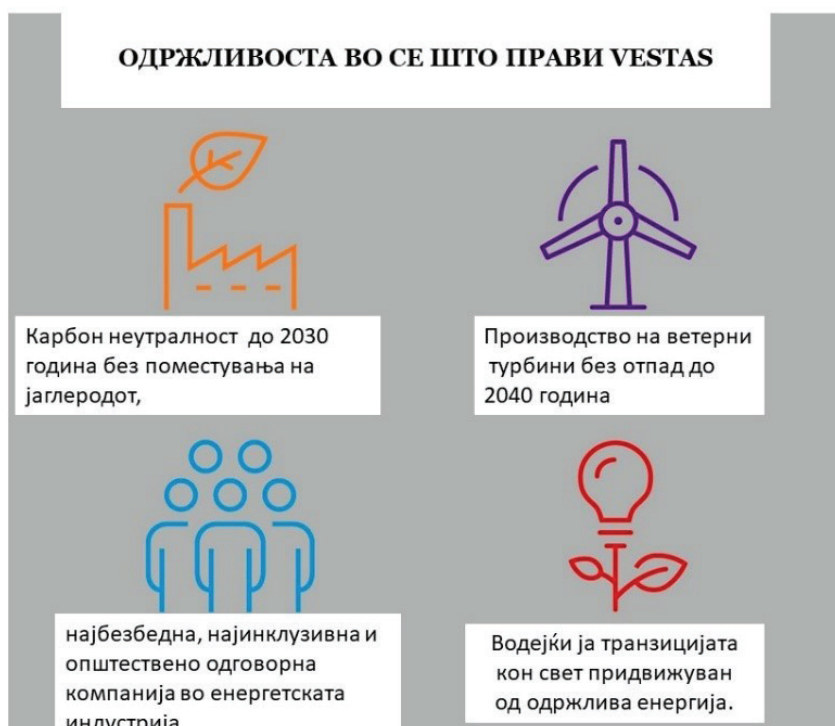 ОДРЖЛИВОСТА ВО СЕ ШТО ПРАВИ VESTAS
Карбон неутралност до 2030
година без поместувања на
јаглеродот,
Производство на ветерни
турбини без отпад до
2040 година
најбезбедна, најинклузивна и
општествено одговорна
компанија во енергетската
индустрија
Водејќи ја транзицијата
кон свет придвижуван
од одржлива енергија.